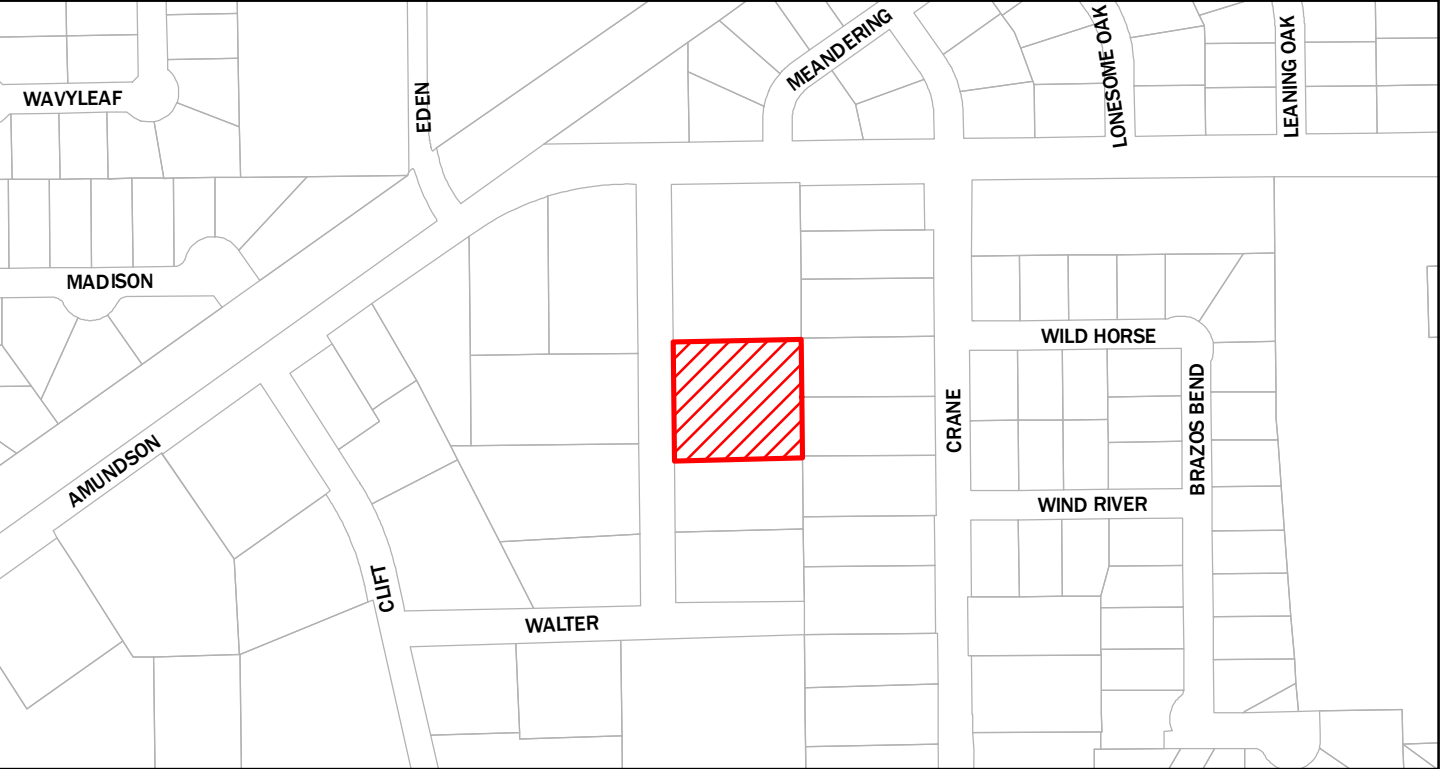 MEANDERING
LONESOME OAK
LEANING OAK
WAVYLEAF
EDEN
MADISON
WILD HORSE
BRAZOS BEND
CRANE
AMUNDSON
WIND RIVER
CLIFT
WALTER